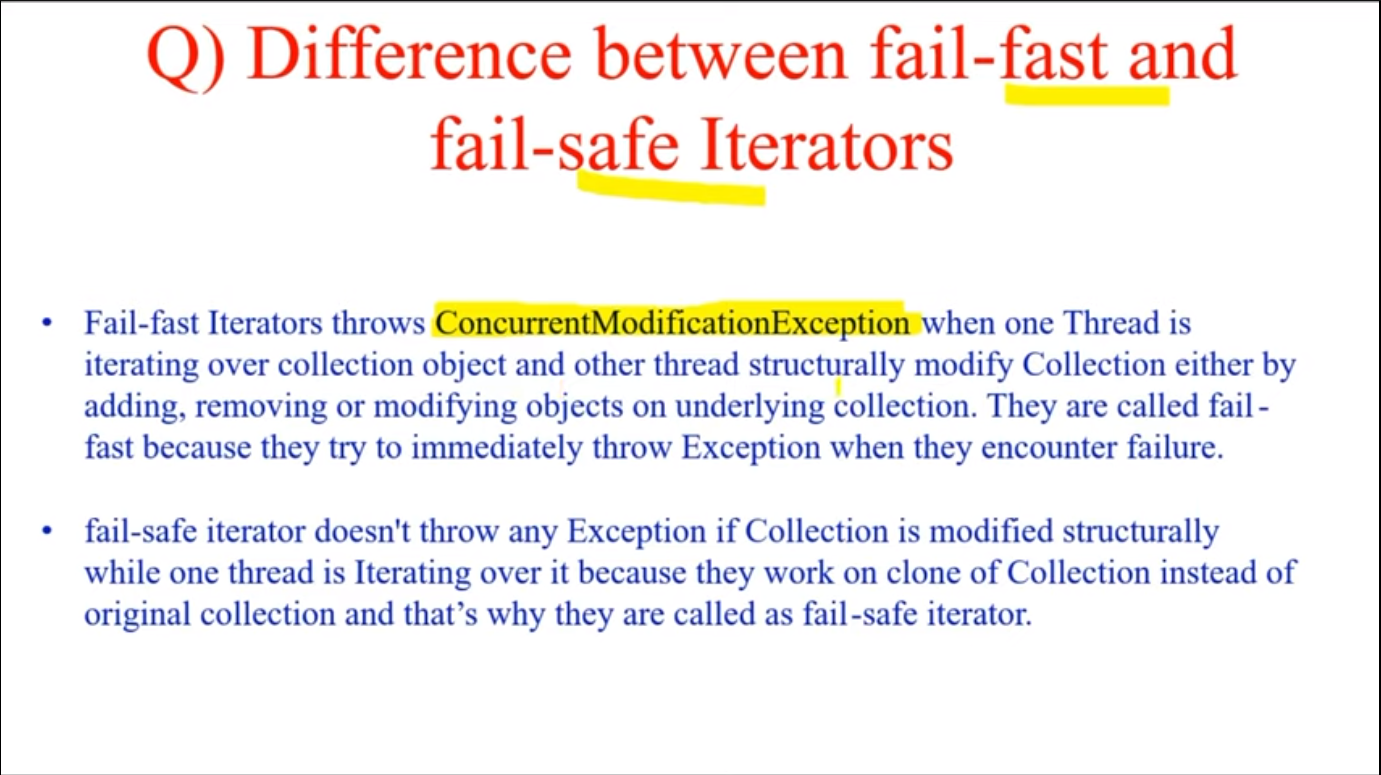 Q) Difference between fail-fast and
fail-safe Iterators
• Fail-fast Iterators throws ConcurrentModificationException when one Thread is
iterating over collection object and other thread structurally modify Collection either by
adding, removing or modifying objects on underlying collection. They are called fail-
fast because they try to immediately throw Exception when they encounter failure.
• fail-safe iterator doesn't throw any Exception if Collection is modified structurally
while one thread is Iterating over it because they work on clone of Collection instead of
original collection and that’s why they are called as fail-safe iterator.